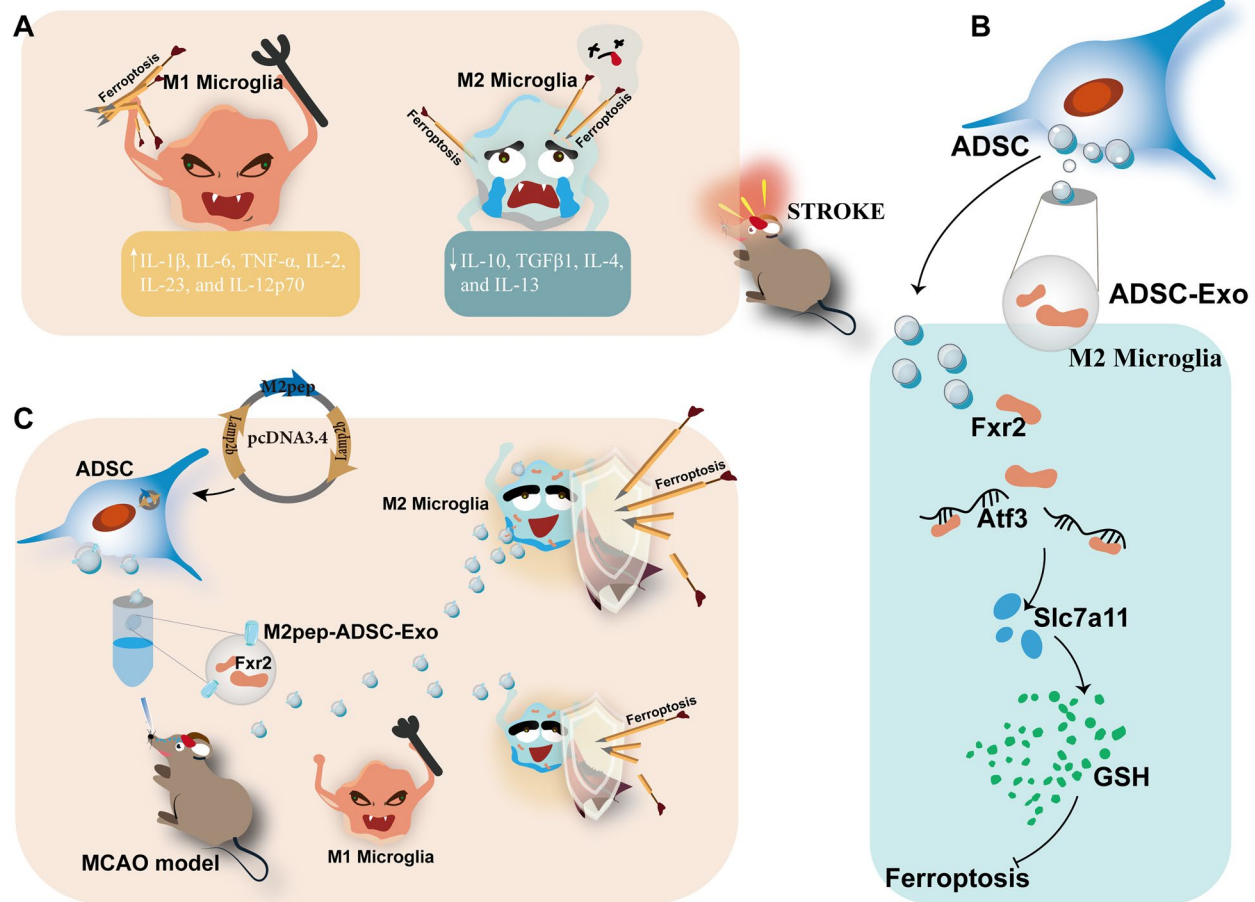 A
Ferroptosis
M1 Microglia
M2 Microglia
Ferroptosis
Ferroptosis
↑IL-1β, IL-6, TNF-α, IL-2,
IL-23, and IL-12p70
↓IL-10, TGFβ1, IL-4,
and IL-13
STROKE
B
ADSC
ADSC-Exo
M2 Microglia
Fxr2
Atf3
Slc7a11
GSH
Ferroptosis
C
M2pep
Lamp2b
pcDNA3.4
Lamp2b
ADSC
M2 Microglia
Ferroptosis
M2pep-ADSC-Exo
Fxr2
Ferroptosis
MCAO model
M1 Microglia